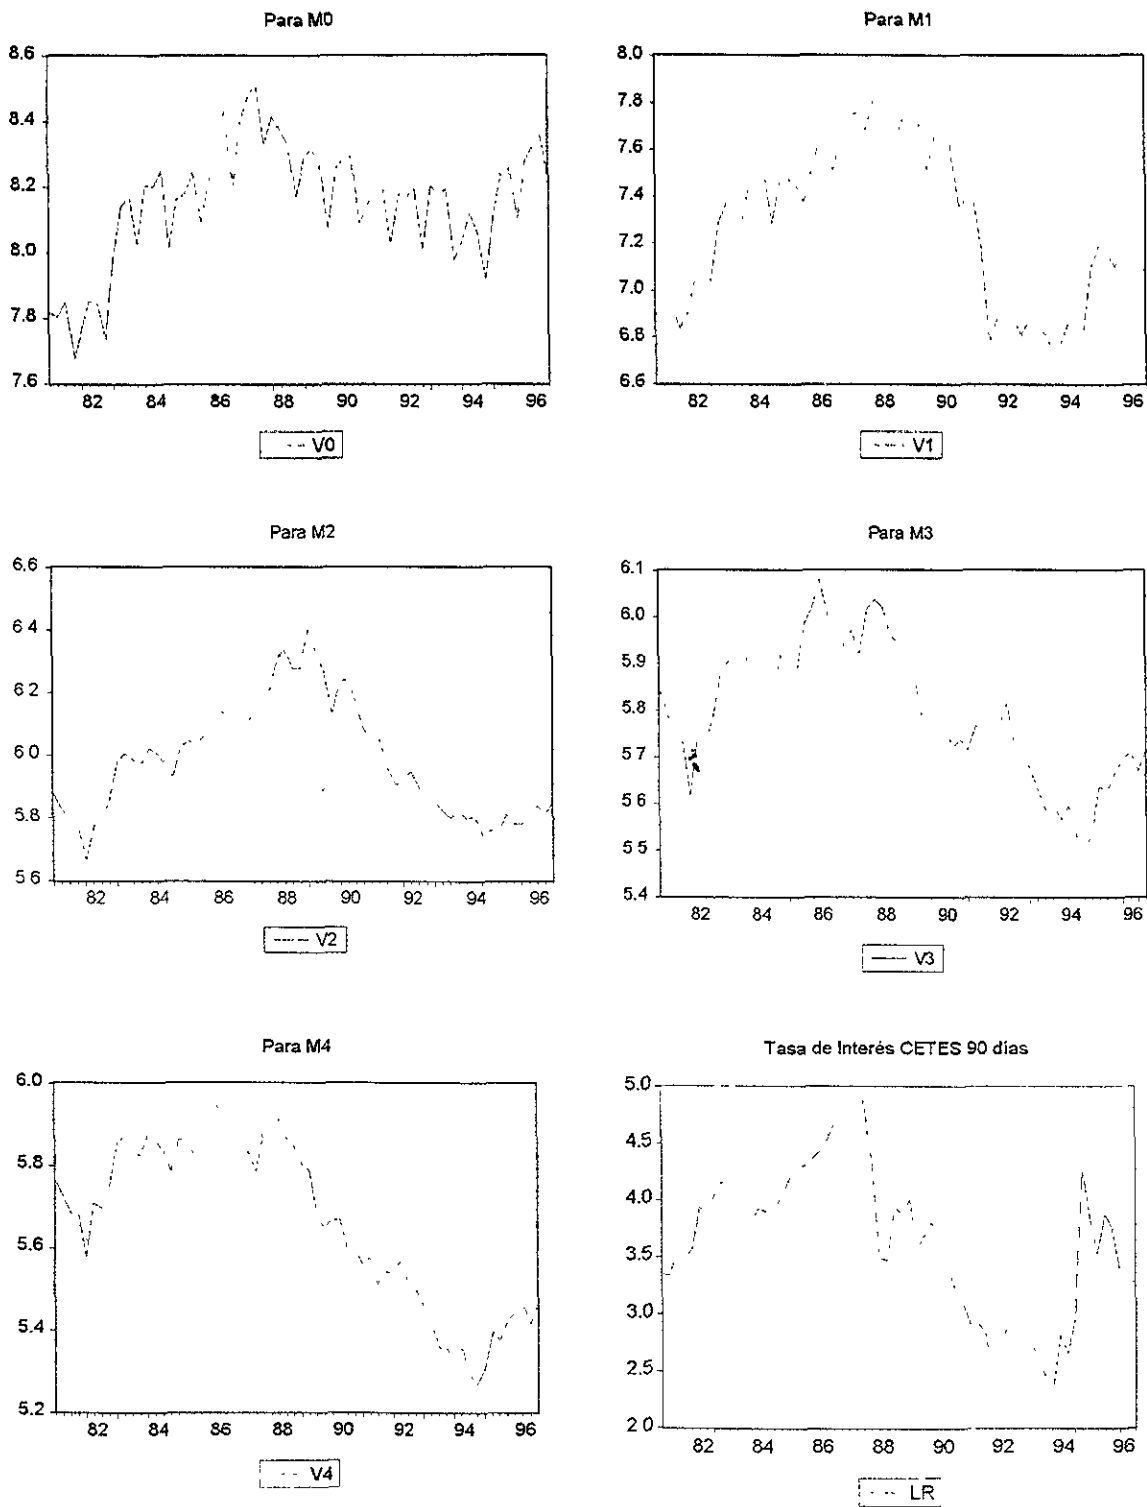 Para M0
8.6
8.4
8.2
8.0
7.8
7.6
82 84 86 88 90 92 94 96
V0
Para M1
8.0
7.8
7.6
7.4
7.2
7.0
6.8
6.6
82 84 86 88 90 92 94 96
V1
Para M2
6.6
6.4
6.2
6.0
5.8
5.6
82 84 86 88 90 92 94 96
V2
Para M3
6.1
6.0
5.9
5.8
5.7
5.6
5.5
5.4
82 84 86 88 90 92 94 96
V3
Para M4
6.0
5.8
5.6
5.4
5.2
82 84 86 88 90 92 94 96
V4
Tasa de Interés CETES 90 días
5.0
4.5
4.0
3.5
3.0
2.5
2.0
82 84 86 88 90 92 94 96
LR